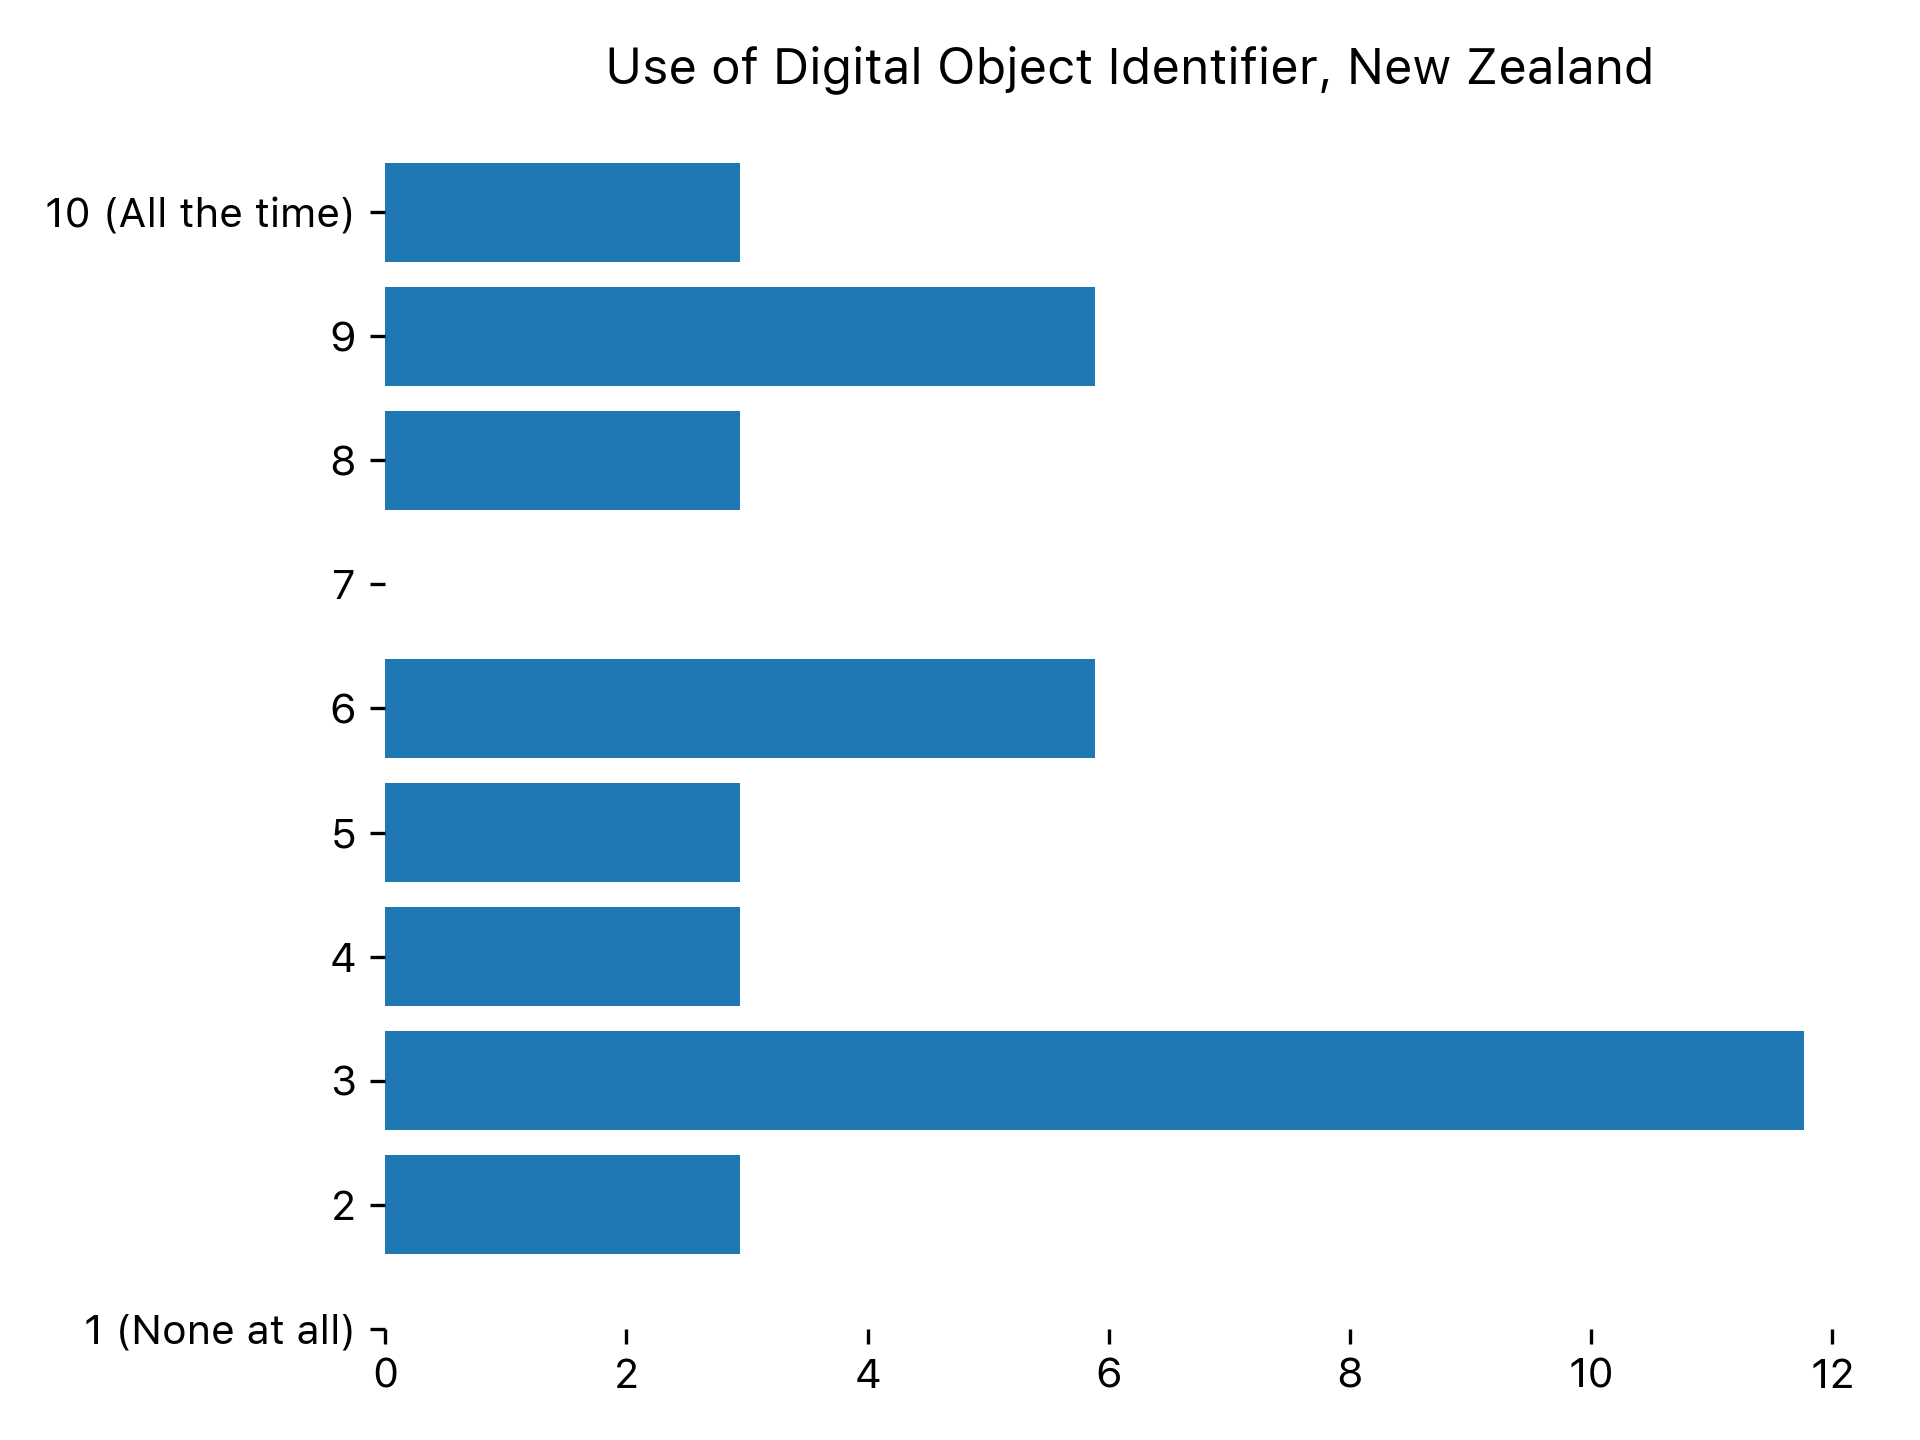 Use of Digital Object Identifier, New Zealand
10 (All the time)
9
8
7
6
5
4
3
2
1 (None at all)
0 2 4 6 8 10 12